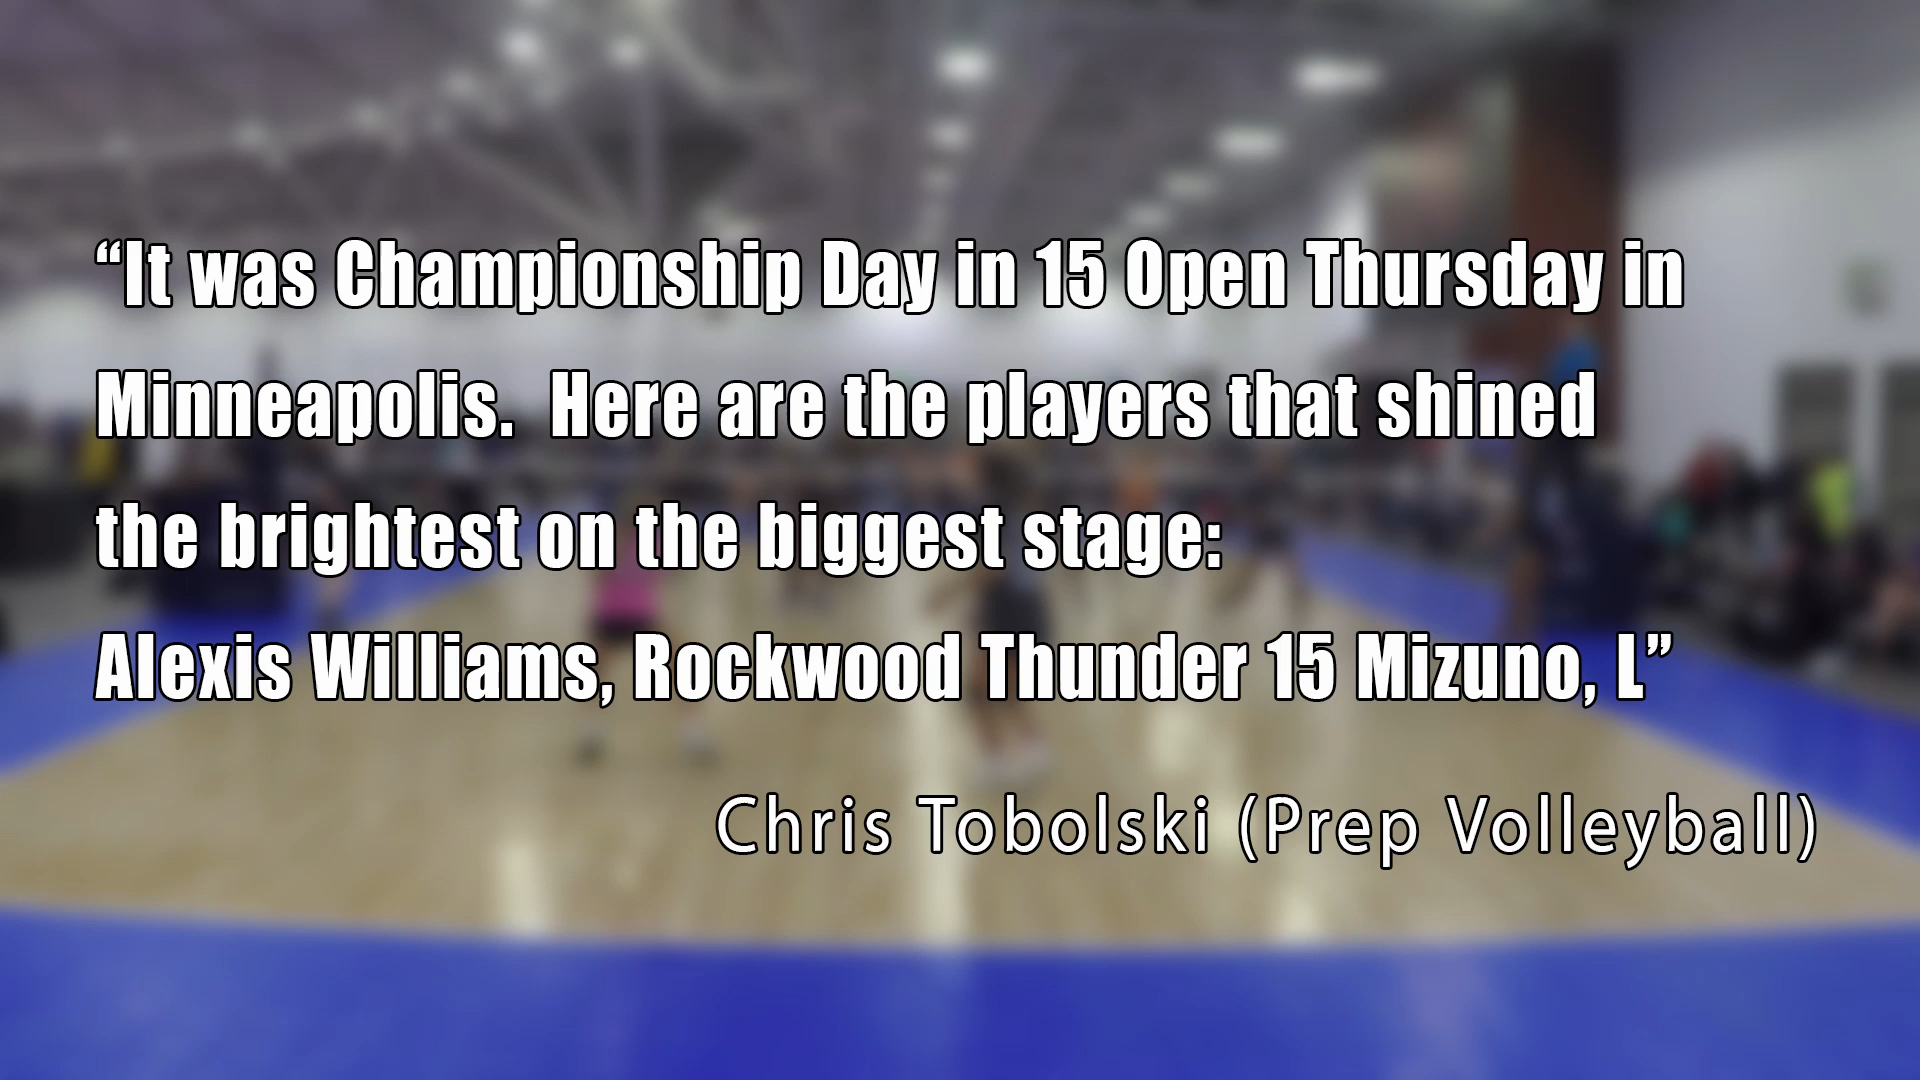 “It was Championship Day in 15 Open Thursday in
Minneapolis.  Here are the players that shined
the brightest on the biggest stage:
Alexis Williams, Rockwood Thunder 15 Mizuno, L”
Chris Tobolski (Prep Volleyball)